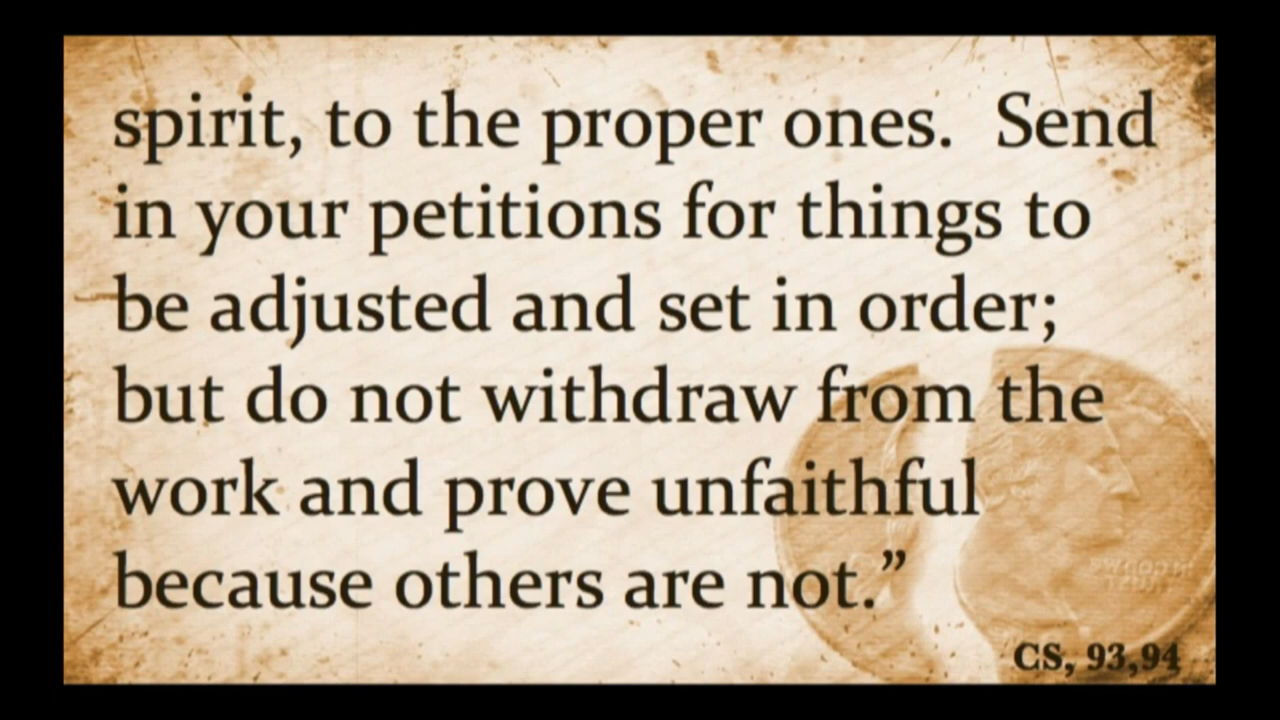 spirit, to the proper ones.  Send
in your petitions for things to
be adjusted and set in order;
but do not withdraw from the
work and prove unfaithful
because others are not.”
CS, 93,94